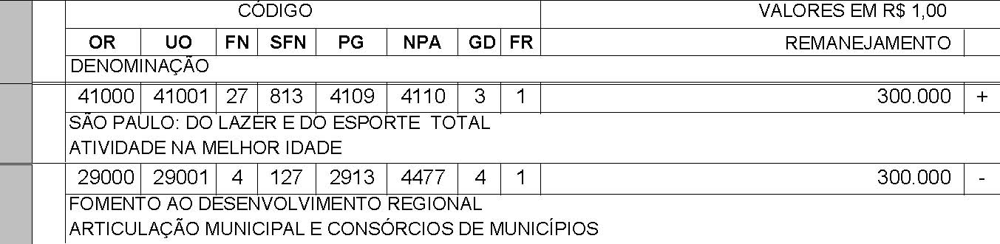 CÓDIGO VALORES EM R$ 1,00
OR UO FN SFN PG NPA GD FR REMANEJAMENTO
DENOMINAÇÃO
41000 41001 27 813 4109 4110 3 1 300.000 +
SÃO PAULO: DO LAZER E DO ESPORTE TOTAL
ATIVIDADE NA MELHOR IDADE
29000 29001 4 127 2913 4477 4 1 300.000 -
FOMENTO AO DESENVOLVIMENTO REGIONAL
ARTICULAÇÃO MUNICIPAL E CONSÓRCIOS DE MUNICÍPIOS